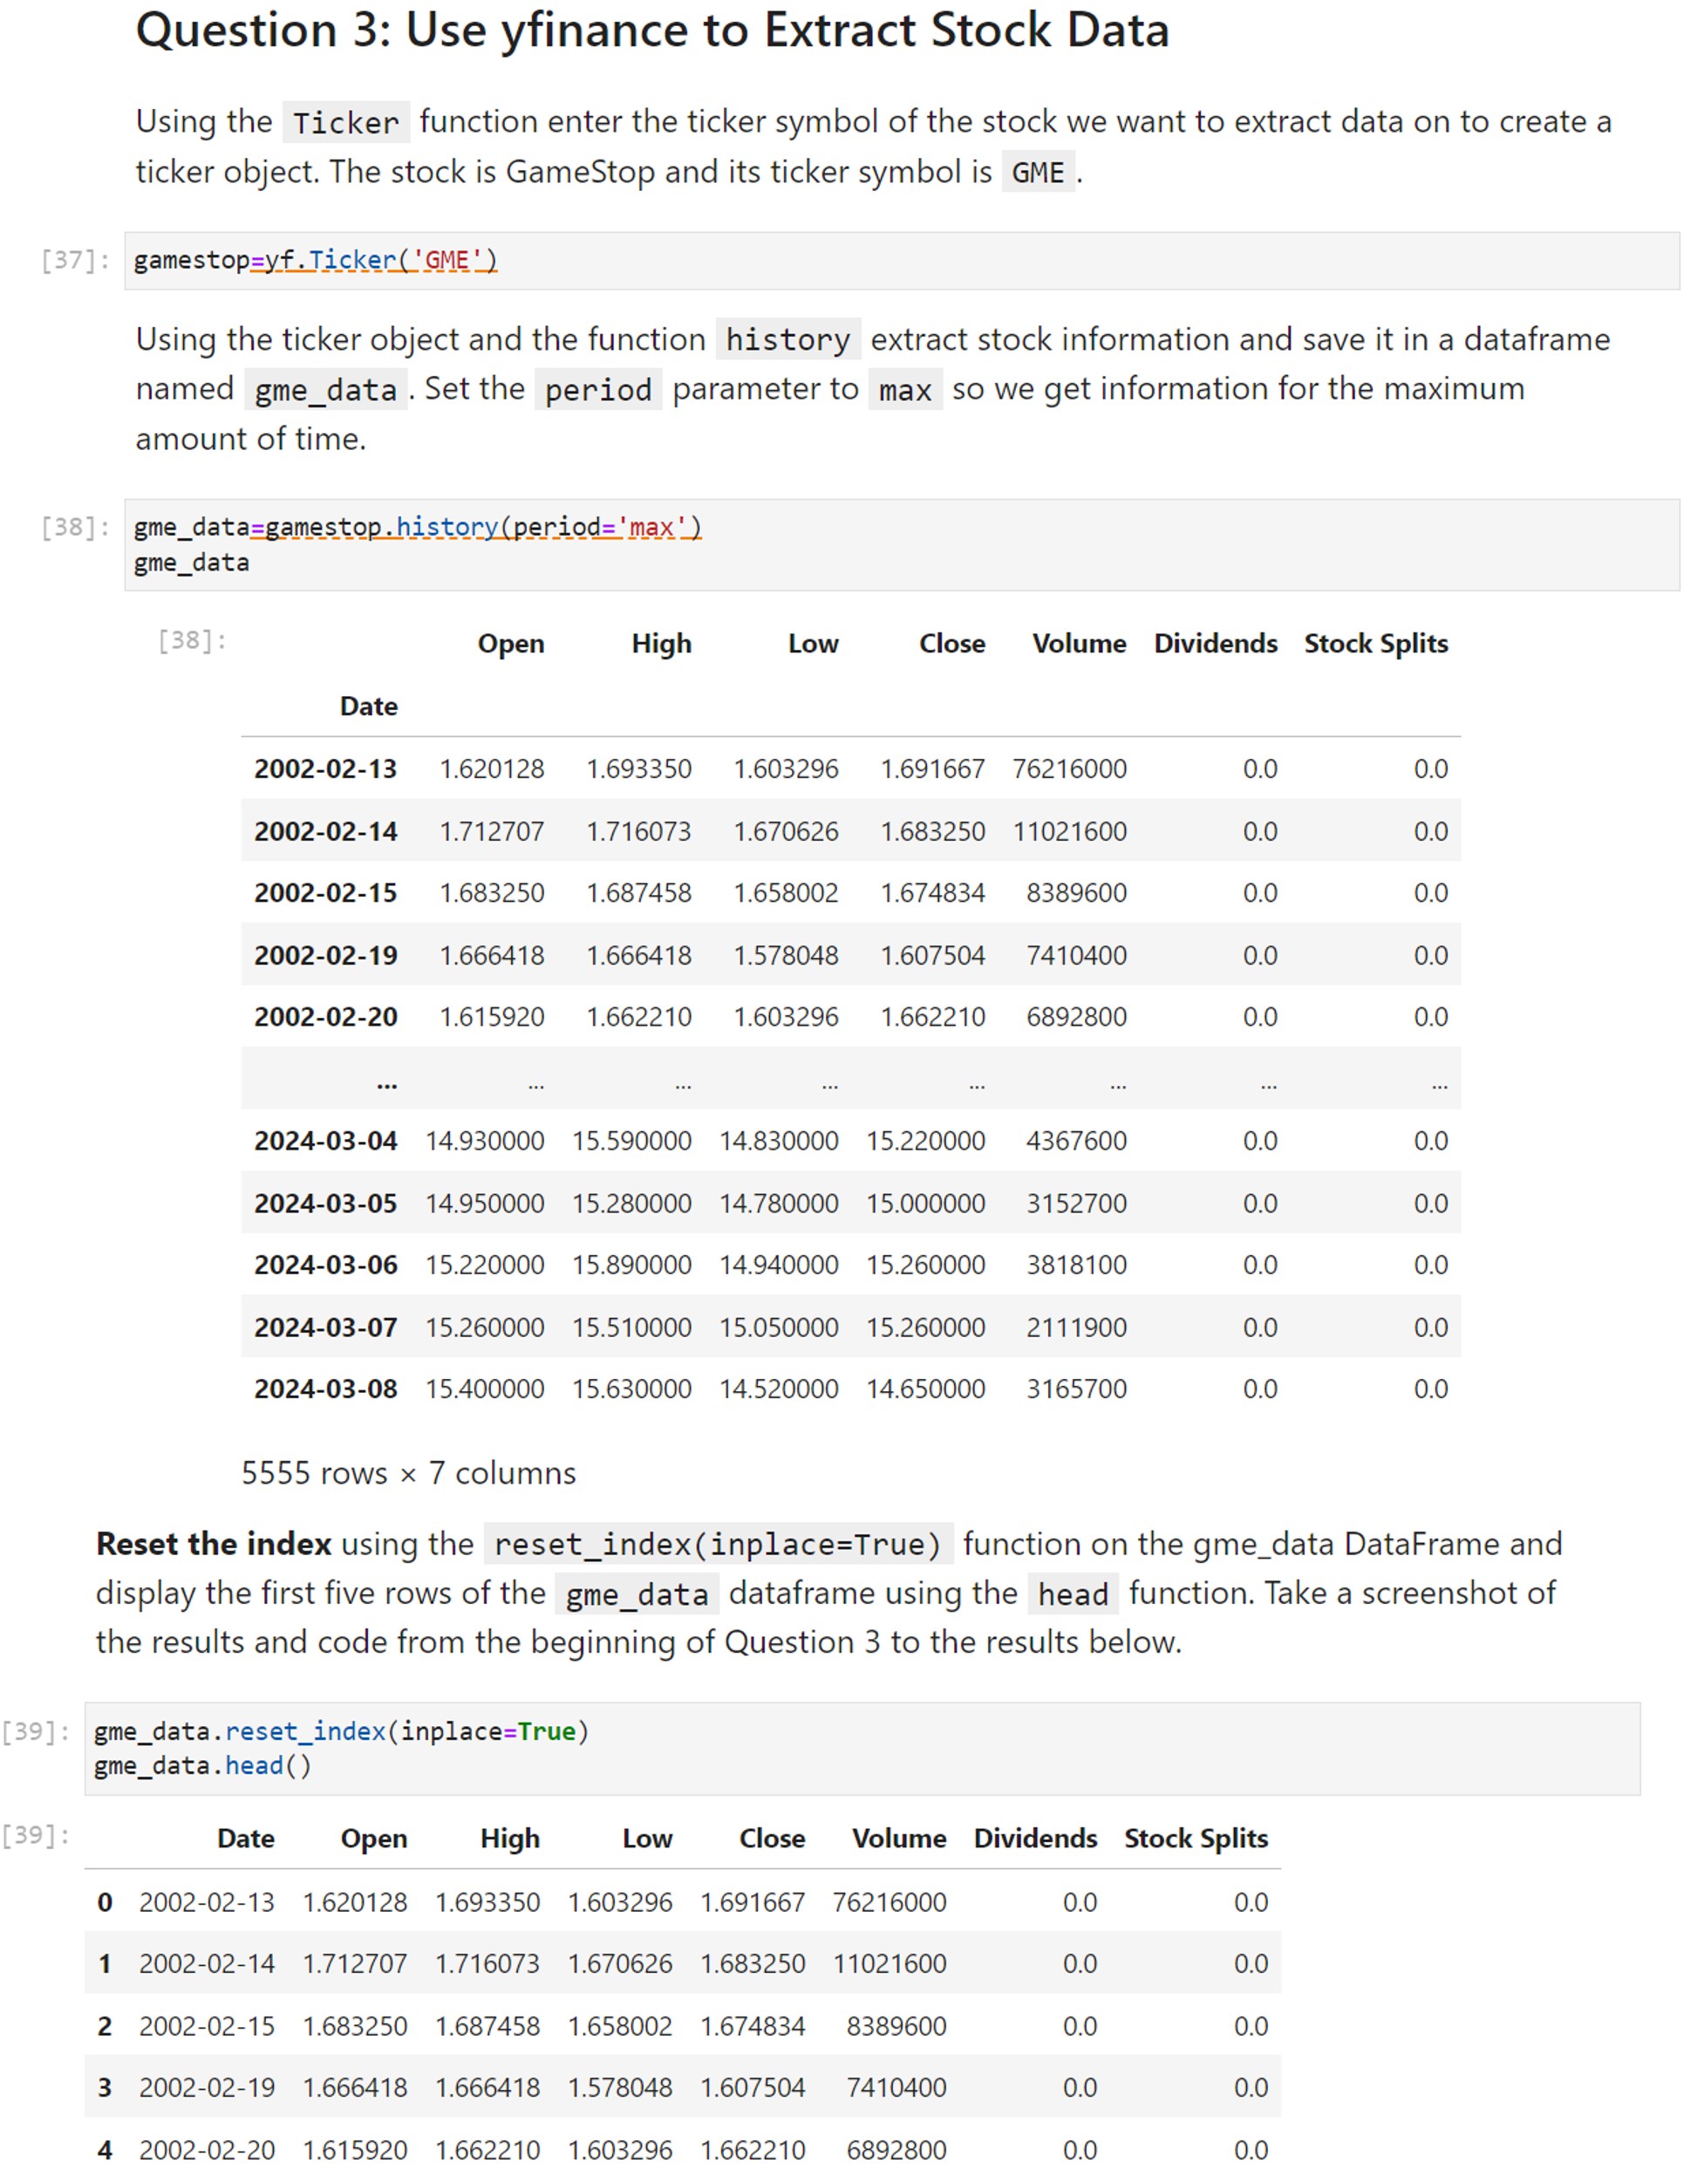 Question 3: Use yfinance to Extract Stock Data
Using the Ticker function enter the ticker symbol of the stock we want to extract data on to create a
ticker object. The stock is GameStop and its ticker symbol is GME .
[37]: gamestop=yf.Ticker('GME')
Using the ticker object and the function history extract stock information and save it in a dataframe
named gme_data . Set the period parameter to max so we get information for the maximum
amount of time.
[38]: gme_data=gamestop.history(period='max')
gme_data
[38]: Open High Low Close Volume Dividends Stock Splits
Date
2002-02-13 1.620128 1.693350 1.603296 1.691667 76216000 0.0 0.0
2002-02-14 1.712707 1.716073 1.670626 1.683250 11021600 0.0 0.0
2002-02-15 1.683250 1.687458 1.658002 1.674834 8389600 0.0 0.0
2002-02-19 1.666418 1.666418 1.578048 1.607504 7410400 0.0 0.0
2002-02-20 1.615920 1.662210 1.603296 1.662210 6892800 0.0 0.0
... ... ... ... ... ... ... ...
2024-03-04 14.930000 15.590000 14.830000 15.220000 4367600 0.0 0.0
2024-03-05 14.950000 15.280000 14.780000 15.000000 3152700 0.0 0.0
2024-03-06 15.220000 15.890000 14.940000 15.260000 3818100 0.0 0.0
2024-03-07 15.260000 15.510000 15.050000 15.260000 2111900 0.0 0.0
2024-03-08 15.400000 15.630000 14.520000 14.650000 3165700 0.0 0.0
5555 rows × 7 columns
Reset the index using the reset_index(inplace=True) function on the gme_data DataFrame and
display the first five rows of the gme_data dataframe using the head function. Take a screenshot of
the results and code from the beginning of Question 3 to the results below.
[39]: gme_data.reset_index(inplace=True)
gme_data.head()
[39]: Date Open High Low Close Volume Dividends Stock Splits
0 2002-02-13 1.620128 1.693350 1.603296 1.691667 76216000 0.0 0.0
1 2002-02-14 1.712707 1.716073 1.670626 1.683250 11021600 0.0 0.0
2 2002-02-15 1.683250 1.687458 1.658002 1.674834 8389600 0.0 0.0
3 2002-02-19 1.666418 1.666418 1.578048 1.607504 7410400 0.0 0.0
4 2002-02-20 1.615920 1.662210 1.603296 1.662210 6892800 0.0 0.0